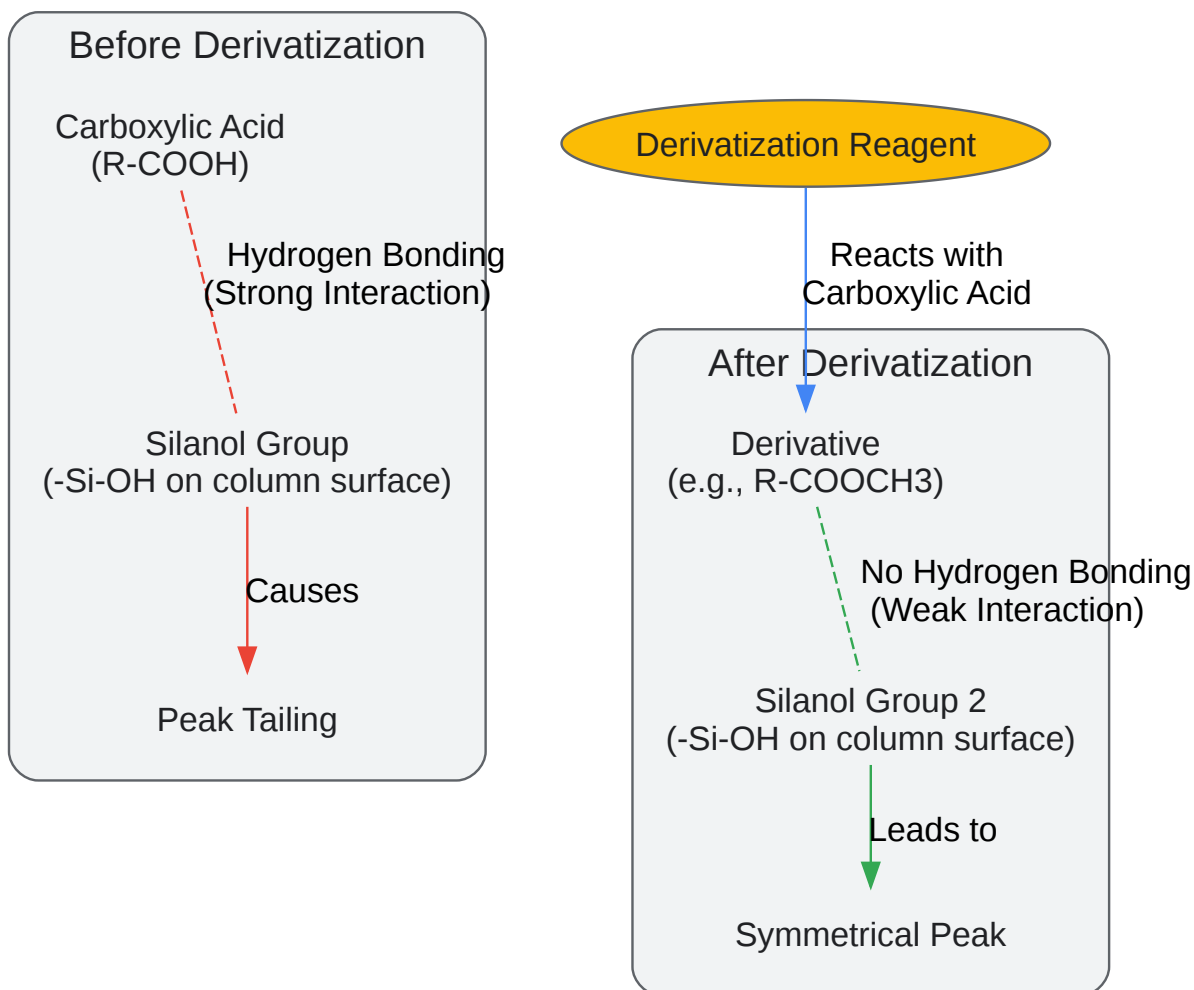 Before Derivatization
Carboxylic Acid
(R-COOH)
Hydrogen Bonding
(Strong Interaction)
Silanol Group
(-Si-OH on column surface)
Causes
Peak Tailing
Derivatization Reagent
Reacts with
Carboxylic Acid
After Derivatization
Derivative
(e.g., R-COOCH3)
No Hydrogen Bonding
(Weak Interaction)
Silanol Group 2
(-Si-OH on column surface)
Leads to
Symmetrical Peak